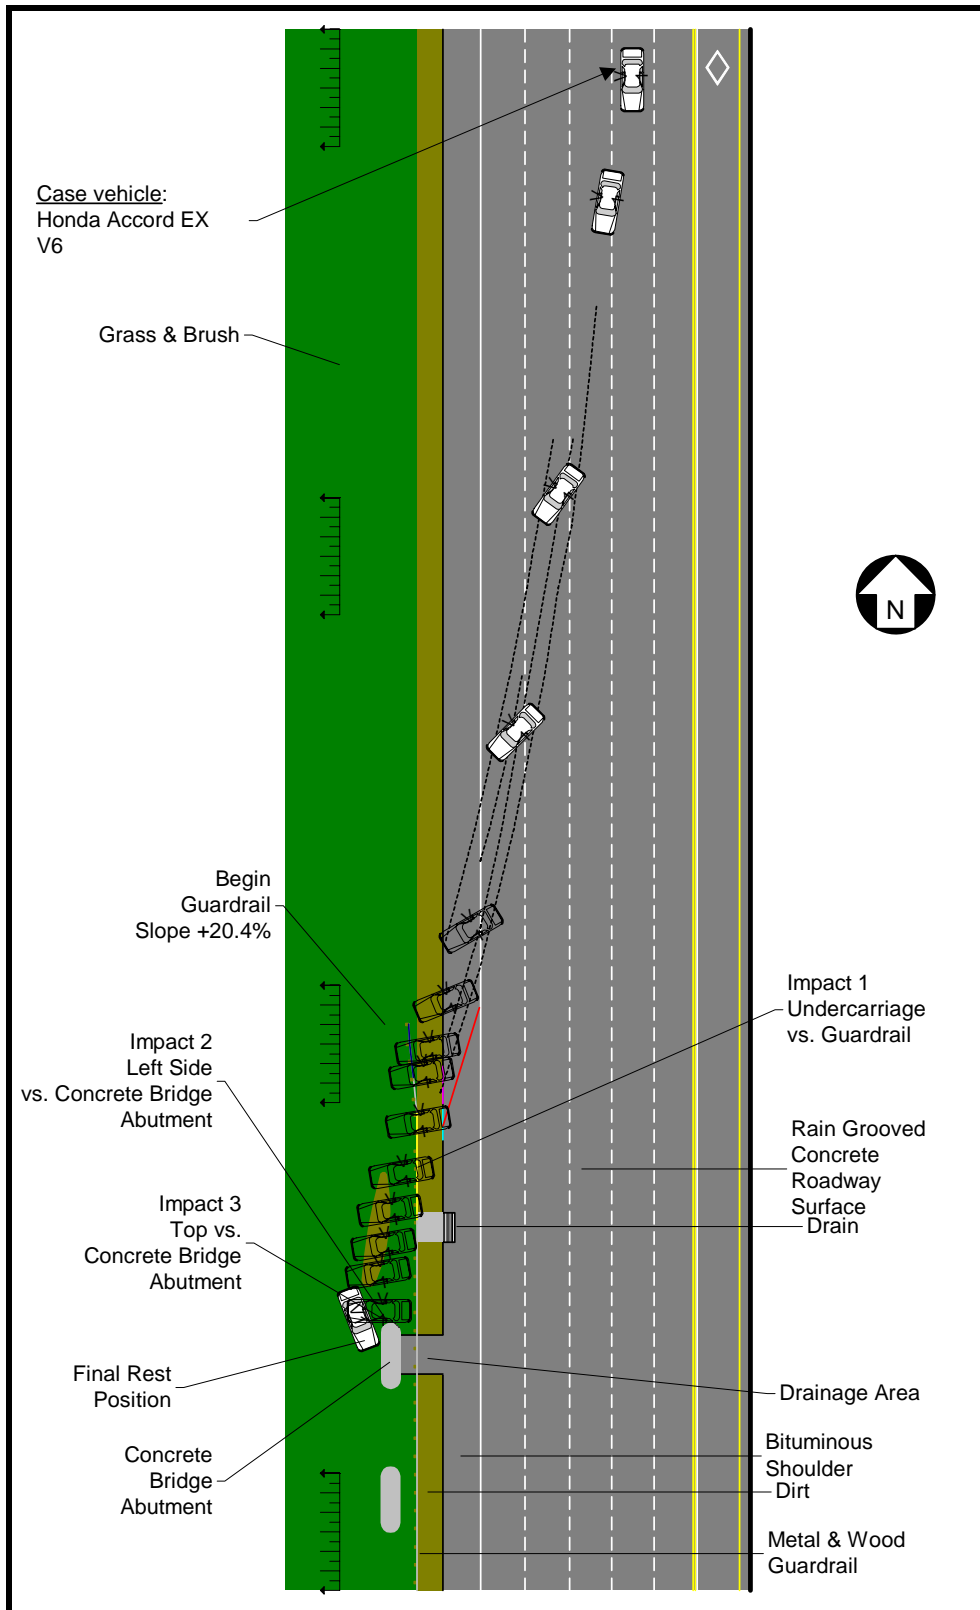 Case vehicle:
Honda Accord EX
V6
Grass & Brush
N
Begin
Guardrail
Slope +20.4%
Impact 1
Undercarriage
vs. Guardrail
Impact 2
Left Side
vs. Concrete Bridge
Abutment
Rain Grooved
Concrete
Roadway
Surface
Drain
Impact 3
Top vs.
Concrete Bridge
Abutment
Final Rest
Position
Drainage Area
Concrete
Bridge
Abutment
Bituminous
Shoulder
Dirt
Metal & Wood
Guardrail